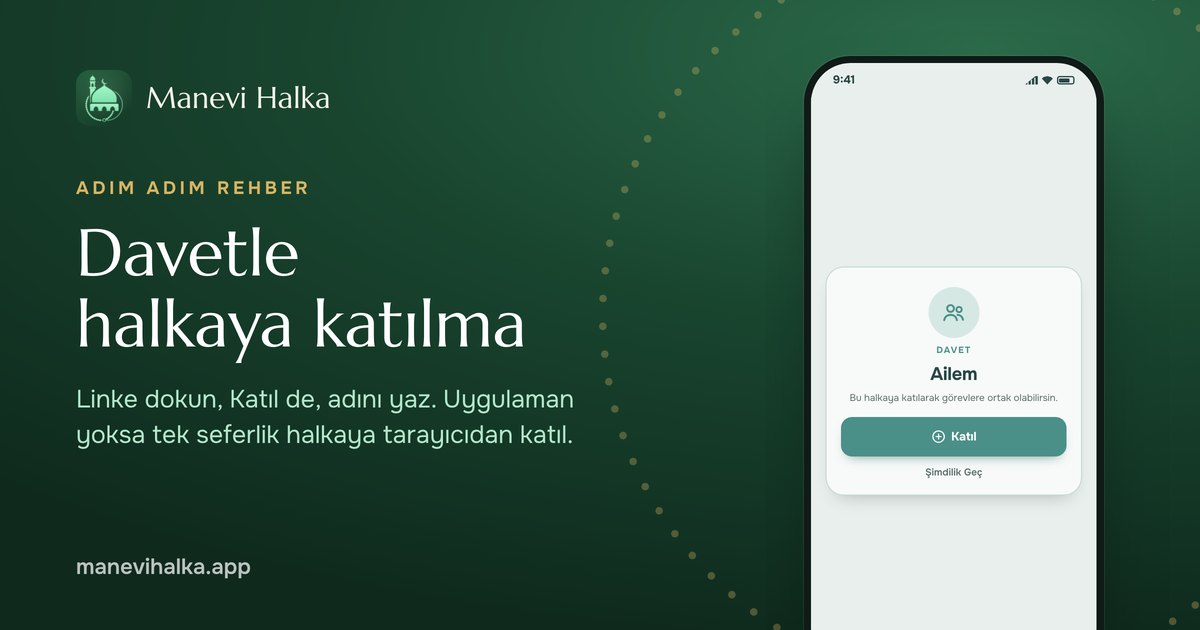 Manevi Halka
ADIM ADIM REHBER
Davetle
halkaya katılma
Linke dokun, Katıl de, adını yaz. Uygulaman
yoksa tek seferlik halkaya tarayıcıdan katıl.
manevihalka.app
9:41
DAVET
Ailem
Bu halkaya katılarak görevlere ortak olabilirsin.
Katıl
Şimdilik Geç